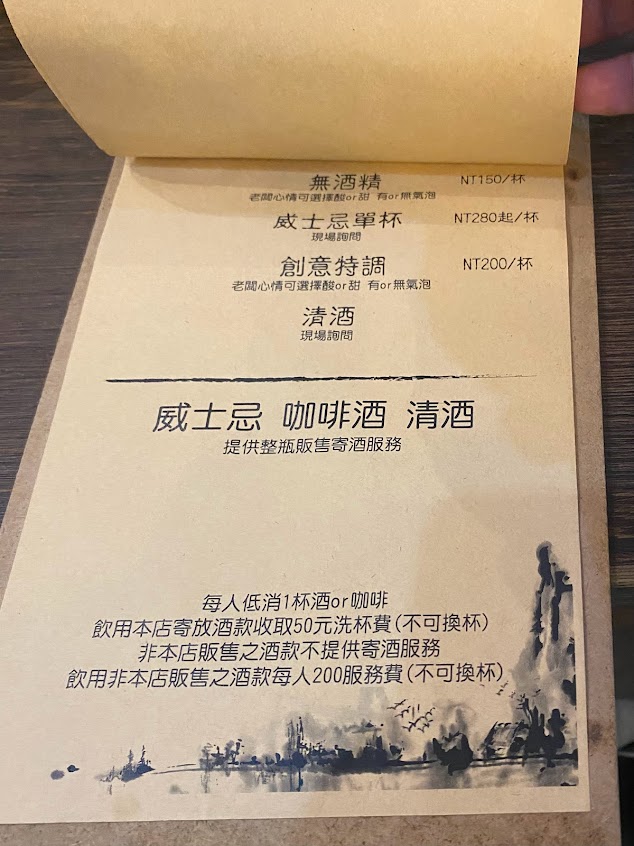 無酒精 NT150/杯
老闆心情可選擇酸or甜 有or無氣泡
威士忌單杯 NT280起/杯
現場詢問
創意特調 NT200/杯
老闆心情可選擇酸or甜 有or無氣泡
清酒
現場詢問
威士忌 咖啡酒 清酒
提供整瓶販售寄酒服務
每人低消1杯酒or咖啡
飲用本店寄放酒款收取50元洗杯費(不可換杯)
非本店販售之酒款不提供寄酒服務
飲用非本店販售之酒款每人200服務費(不可換杯)